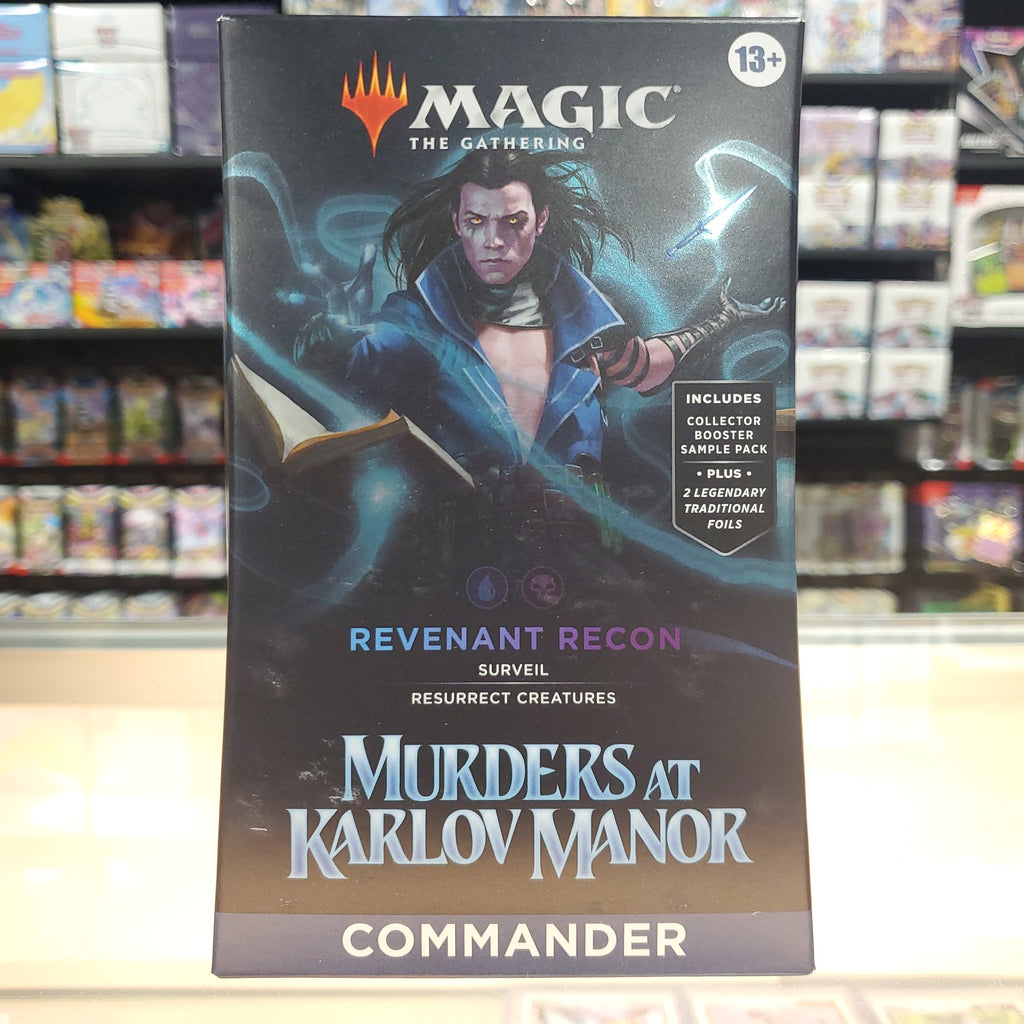 13+
MAGIC
THE GATHERING
INCLUDES
COLLECTOR
BOOSTER
SAMPLE PACK
• PLUS •
2 LEGENDARY
TRADITIONAL
FOILS
REVENANT RECON
SURVEIL
RESURRECT CREATURES
MURDERS AT
KARLOV MANOR
COMMANDER